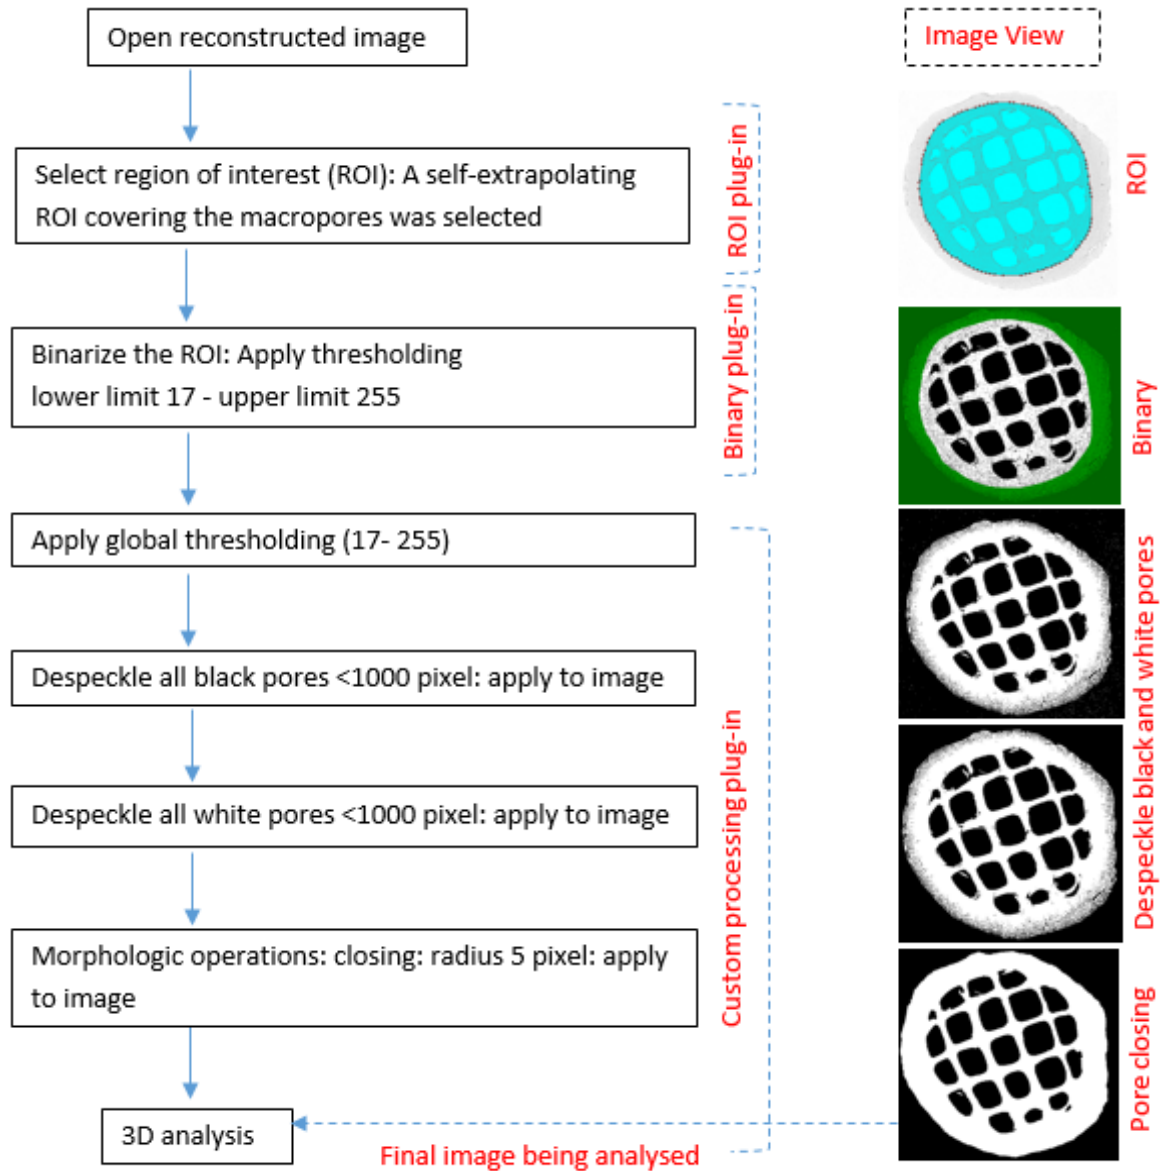 Open reconstructed image
Select region of interest (ROI): A self-extrapolating
ROI covering the macropores was selected
Binarize the ROI: Apply thresholding
lower limit 17 - upper limit 255
Apply global thresholding (17- 255)
Despeckle all black pores <1000 pixel: apply to image
Despeckle all white pores <1000 pixel: apply to image
Morphologic operations: closing: radius 5 pixel: apply
to image
3D analysis
Final image being analysed
ROI plug-in
Binary plug-in
Custom processing plug-in
Image View
ROI
Binary
Despeckle black and white pores
Pore closing